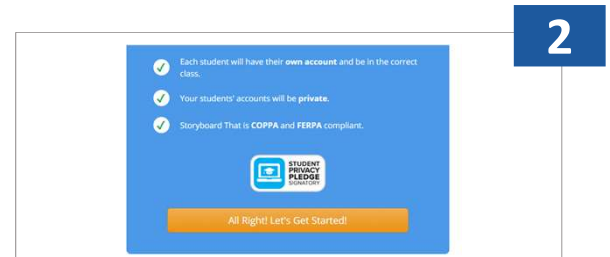 2
Each student will have their own account and be in the correct
class.
Your students' accounts will be private.
Storyboard That is COPPA and FERPA compliant.
STUDENT
PRIVACY
PLEDGE
SIGNATORY
All Right! Let's Get Started!